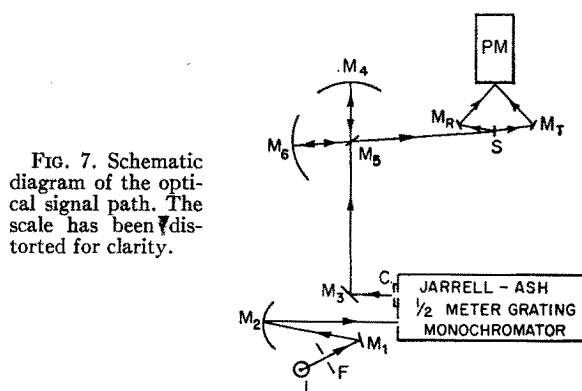 FIG. 7. Schematic
diagram of the opti-
cal signal path. The
scale has been dis-
torted for clarity.
PM
M4
MR
MT
M6
M5
S
C
M3
JARRELL - ASH
1/2 METER GRATING
MONOCHROMATOR
M2
M1
F
L